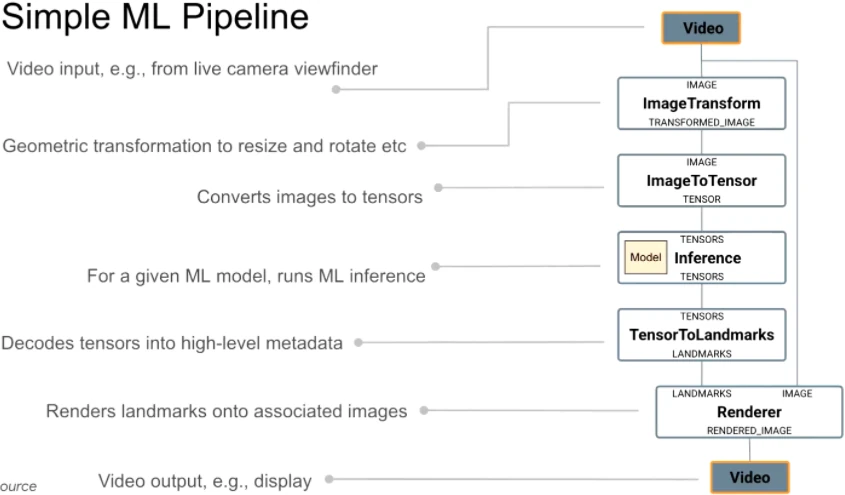 Simple ML Pipeline
Video
Video input, e.g., from live camera viewfinder
IMAGE
ImageTransform
TRANSFORMED_IMAGE
Geometric transformation to resize and rotate etc
IMAGE
ImageToTensor
TENSOR
Converts images to tensors
TENSORS
Model
Inference
TENSORS
For a given ML model, runs ML inference
TENSORS
TensorToLandmarks
LANDMARKS
Decodes tensors into high-level metadata
LANDMARKS IMAGE
Renderer
RENDERED_IMAGE
Renders landmarks onto associated images
Video
Video output, e.g., display
ource